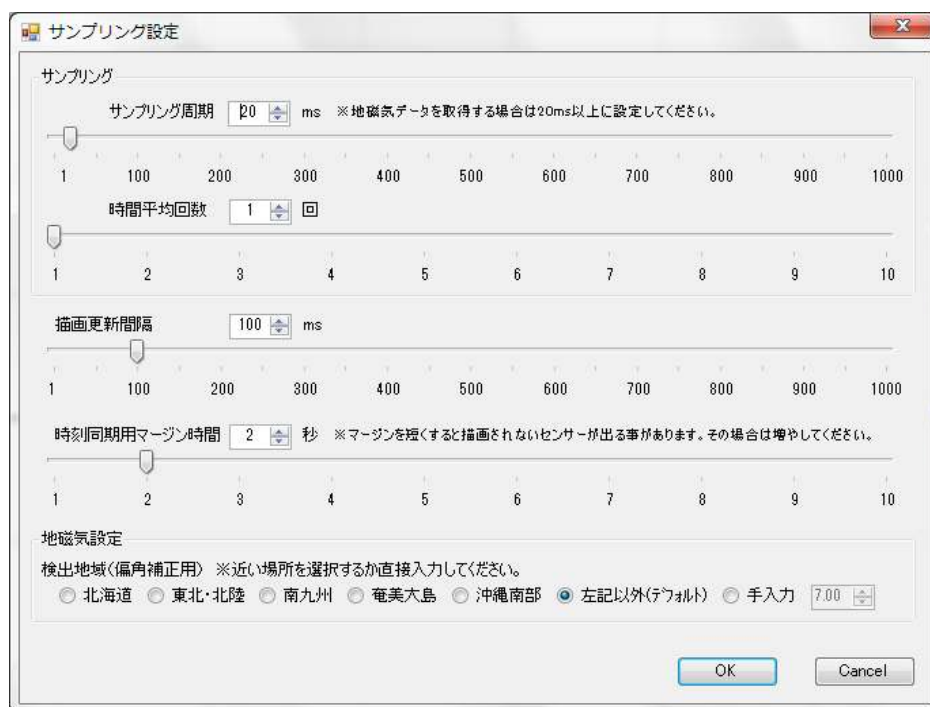 サンプリング設定
サンプリング
サンプリング周期 20 ms ※地磁気データを取得する場合は20ms以上に設定してください。
1 100 200 300 400 500 600 700 800 900 1000
時間平均回数 1 回
1 2 3 4 5 6 7 8 9 10
描画更新間隔 100 ms
1 100 200 300 400 500 600 700 800 900 1000
時刻同期用マージン時間 2 秒 ※マージンを短くすると描画されないセンサーが出る事があります。その場合は増やしてください。
1 2 3 4 5 6 7 8 9 10
地磁気設定
検出地域(偏角補正用) ※近い場所を選択するか直接入力してください。
北海道 東北・北陸 南九州 奄美大島 沖縄南部 左記以外(デフォルト) 手入力 7.00
OK Cancel